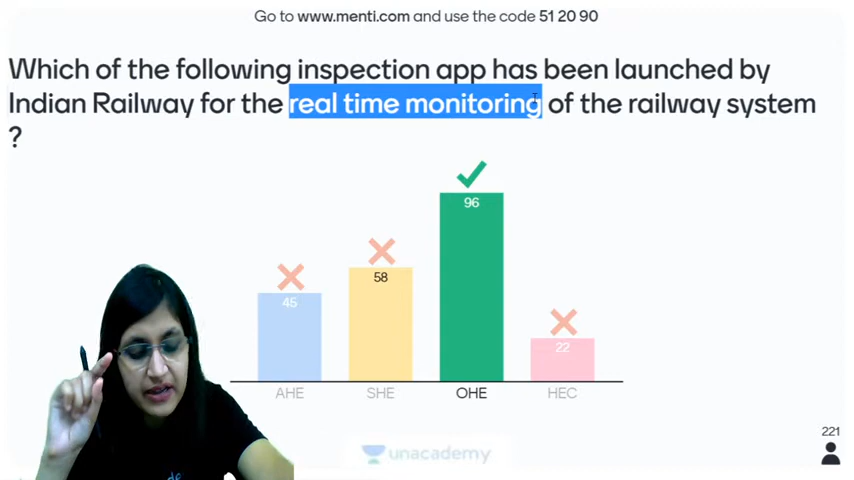 Go to www.menti.com and use the code 51 20 90
Which of the following inspection app has been launched by
Indian Railway for the real time monitoring of the railway system
?
96
58
45
22
AHE SHE OHE HEC
unacademy
221